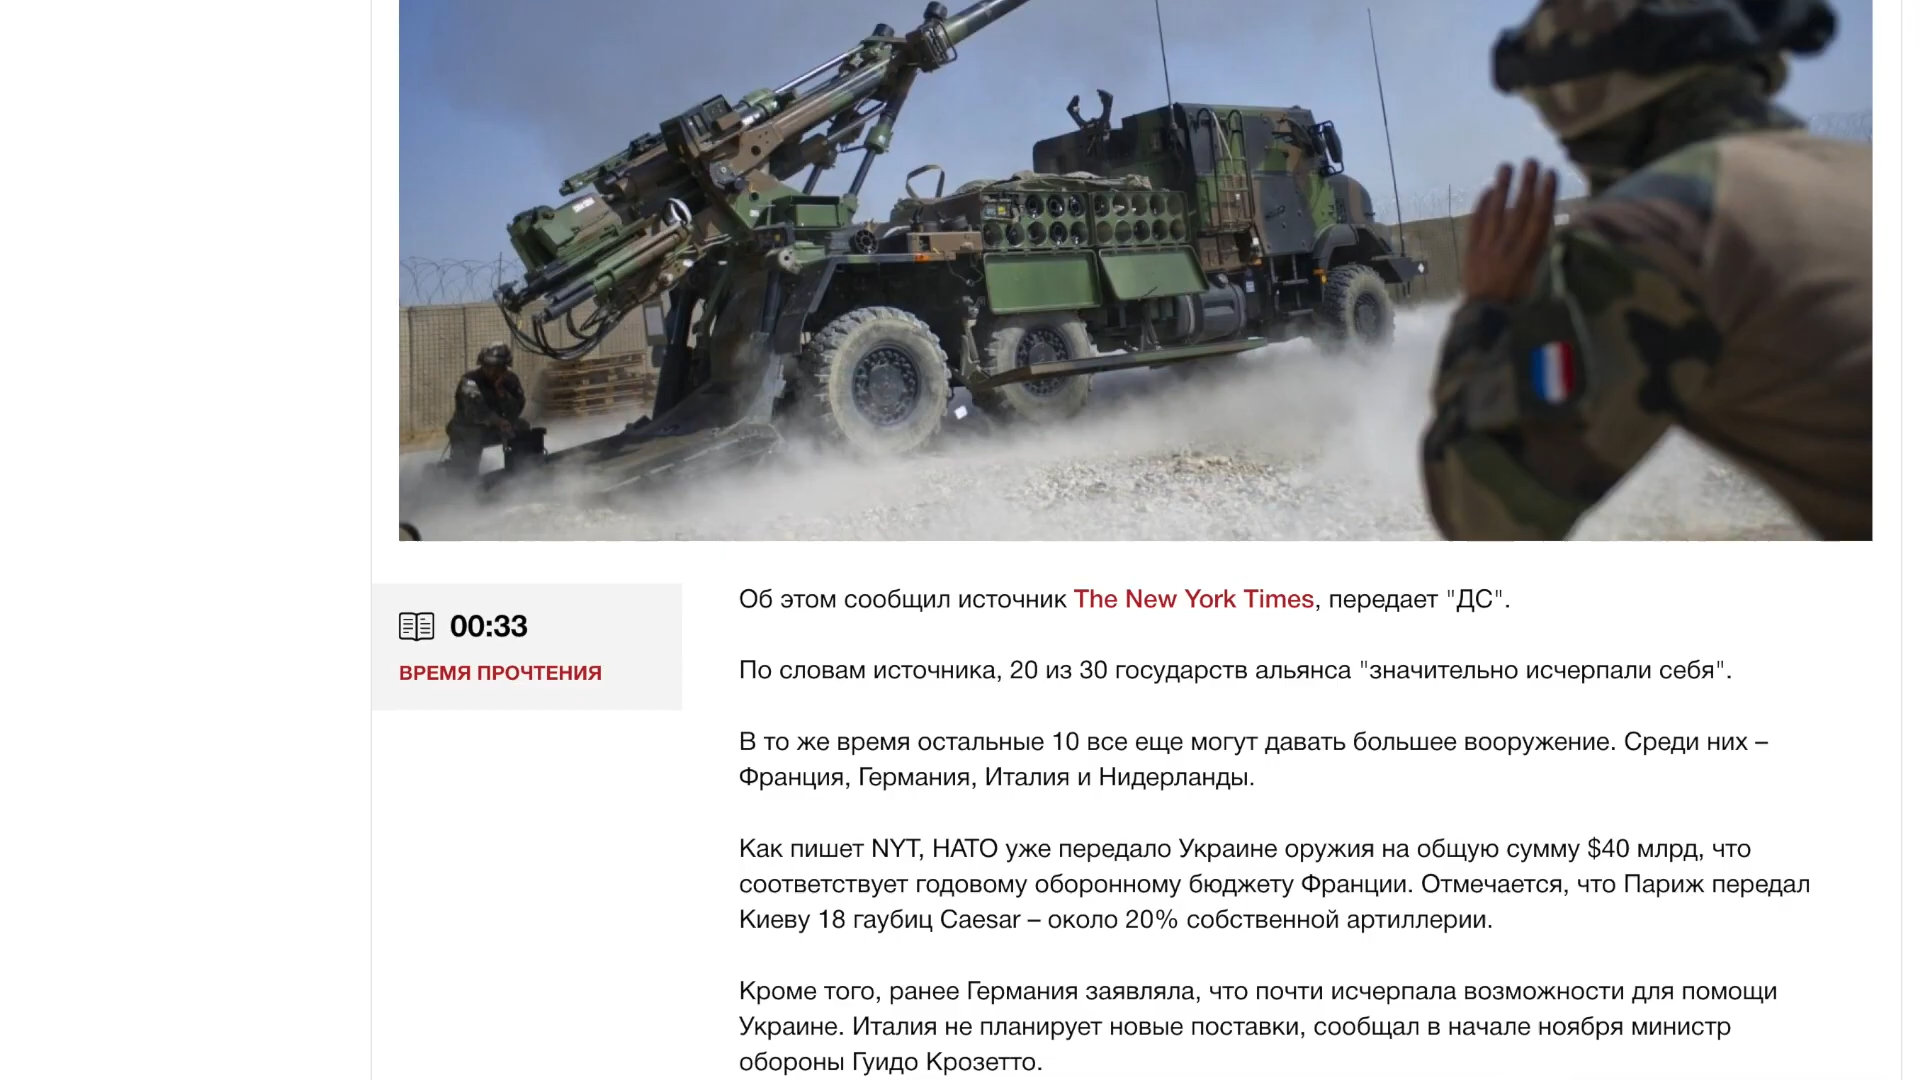 00:33
ВРЕМЯ ПРОЧТЕНИЯ
Об этом сообщил источник The New York Times, передает "ДС".
По словам источника, 20 из 30 государств альянса "значительно исчерпали себя".
В то же время остальные 10 все еще могут давать большее вооружение. Среди них –
Франция, Германия, Италия и Нидерланды.
Как пишет NYT, НАТО уже передало Украине оружия на общую сумму $40 млрд, что
соответствует годовому оборонному бюджету Франции. Отмечается, что Париж передал
Киеву 18 гаубиц Caesar – около 20% собственной артиллерии.
Кроме того, ранее Германия заявляла, что почти исчерпала возможности для помощи
Украине. Италия не планирует новые поставки, сообщал в начале ноября министр
обороны Гуидо Крозетто.